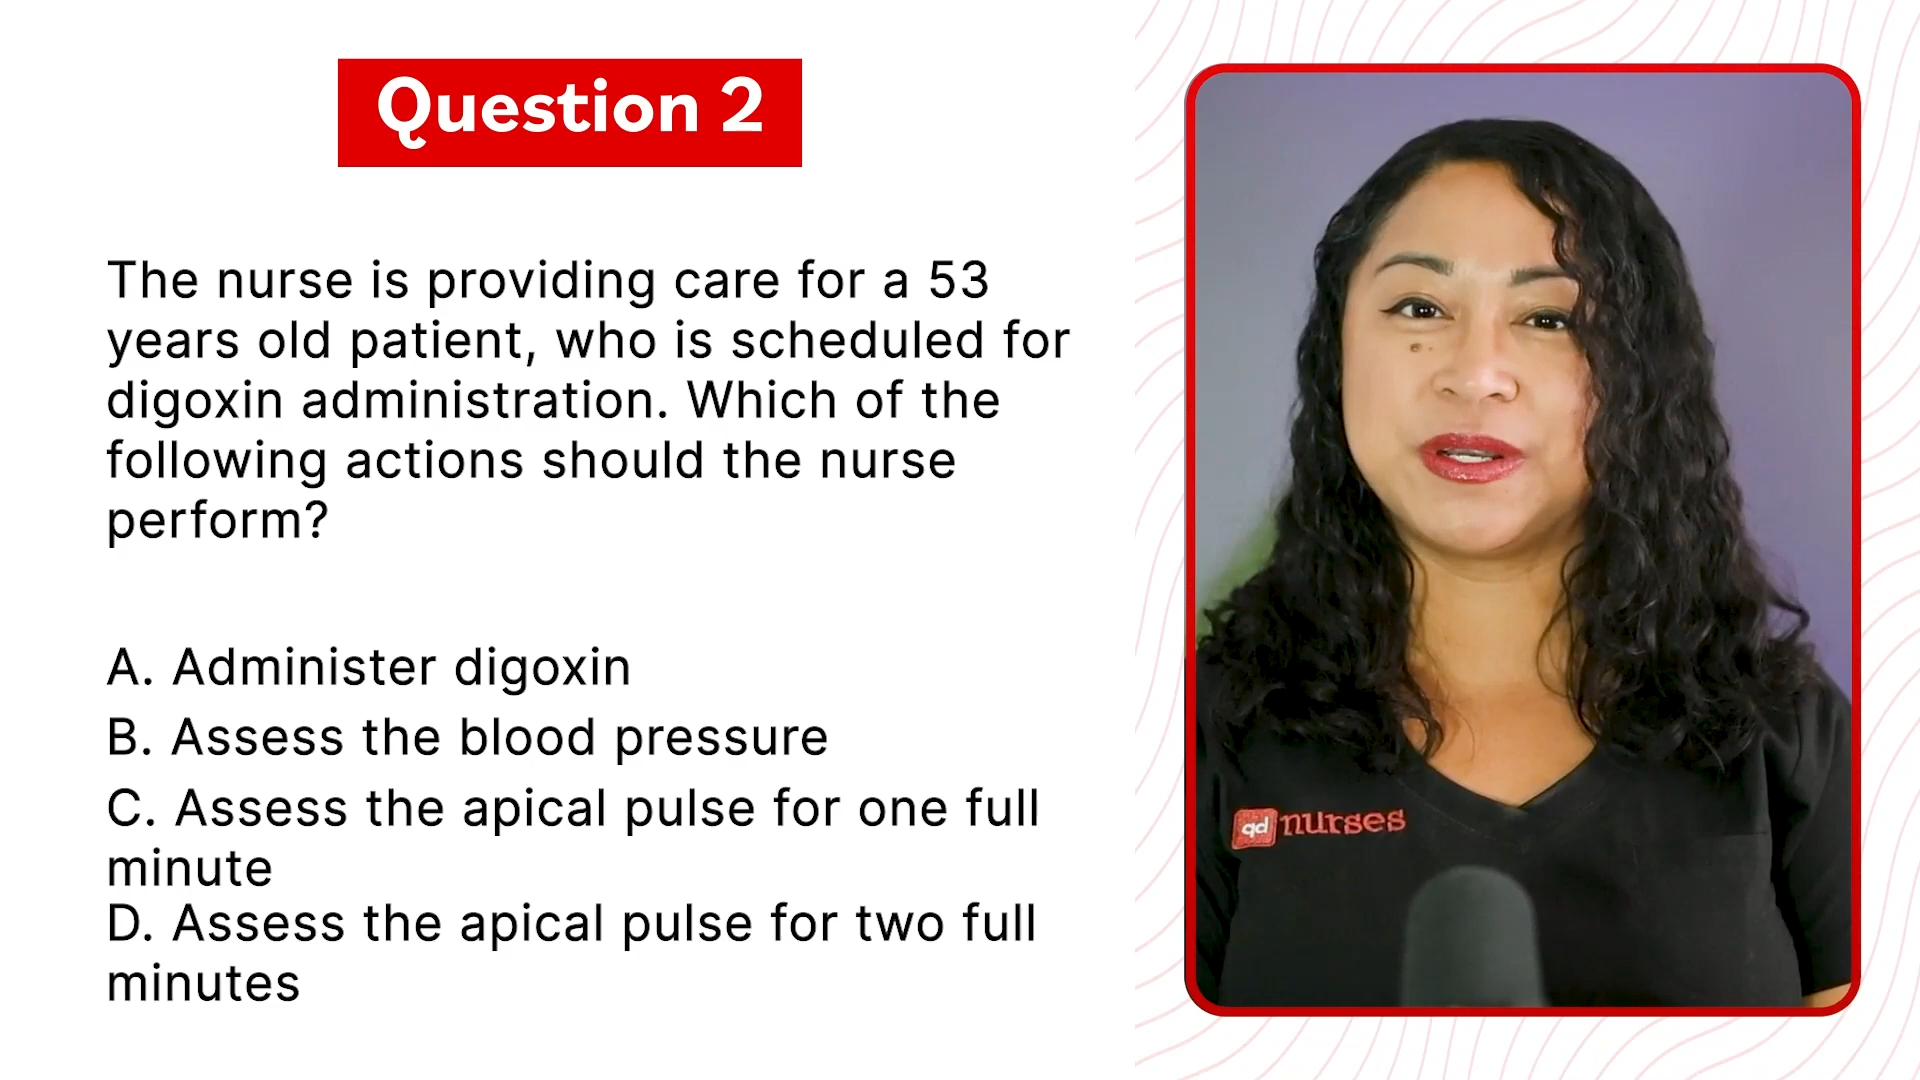 Question 2
The nurse is providing care for a 53
years old patient, who is scheduled for
digoxin administration. Which of the
following actions should the nurse
perform?
A. Administer digoxin
B. Assess the blood pressure
C. Assess the apical pulse for one full
minute
D. Assess the apical pulse for two full
minutes
qd nurses